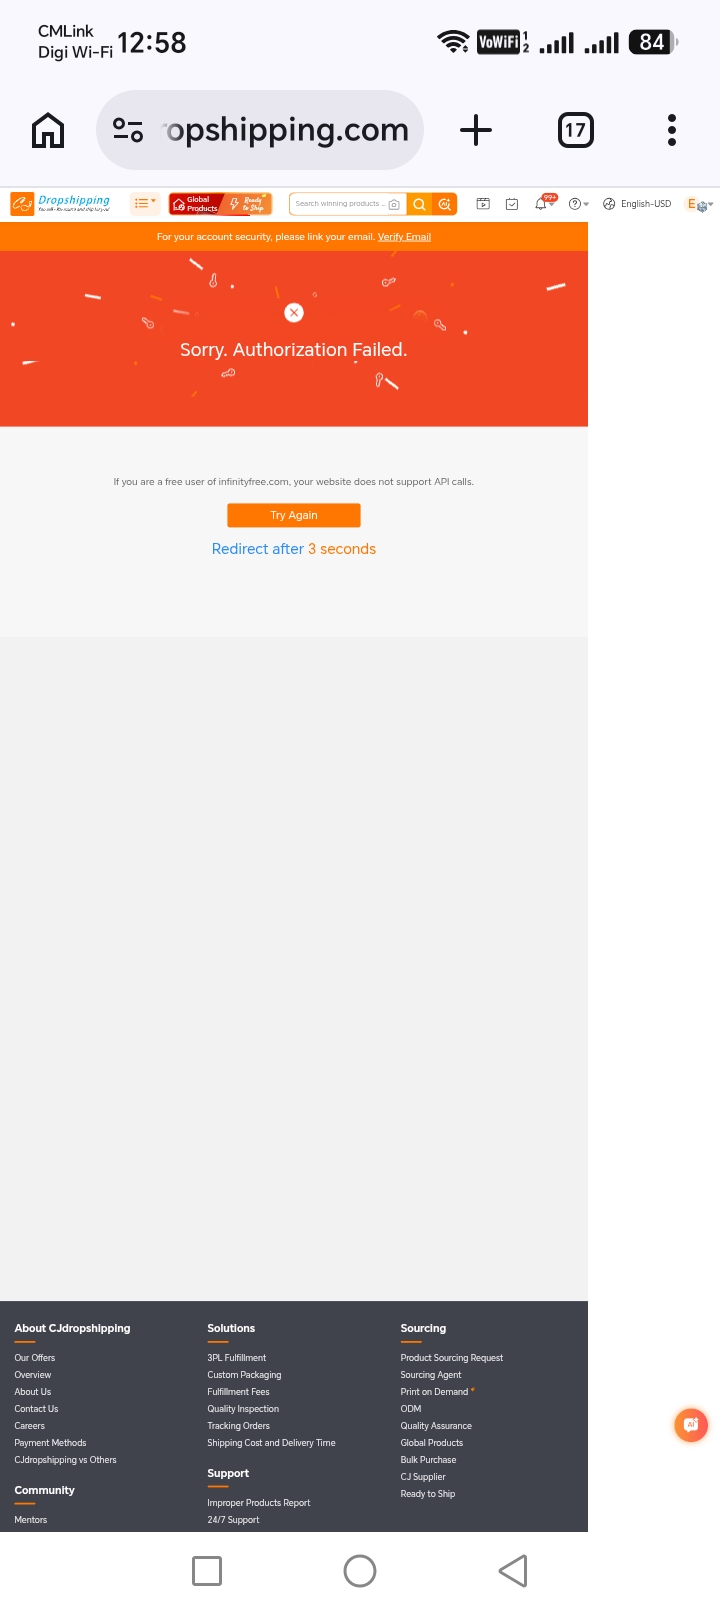 CMLink
Digi Wi-Fi
12:58
VoWiFi 1 2
84
opshipping.com
17
Dropshipping
Global Products
Ready to Ship
Search winning products ..
99+
English-USD
E
For your account security, please link your email. Verify Email
Sorry. Authorization Failed.
If you are a free user of infinityfree.com, your website does not support API calls.
Try Again
Redirect after 3 seconds
About CJdropshipping
Our Offers
Overview
About Us
Contact Us
Careers
Payment Methods
CJdropshipping vs Others
Community
Mentors
Solutions
3PL Fulfillment
Custom Packaging
Fulfillment Fees
Quality Inspection
Tracking Orders
Shipping Cost and Delivery Time
Support
Improper Products Report
24/7 Support
Sourcing
Product Sourcing Request
Sourcing Agent
Print on Demand
ODM
Quality Assurance
Global Products
Bulk Purchase
CJ Supplier
Ready to Ship
AI